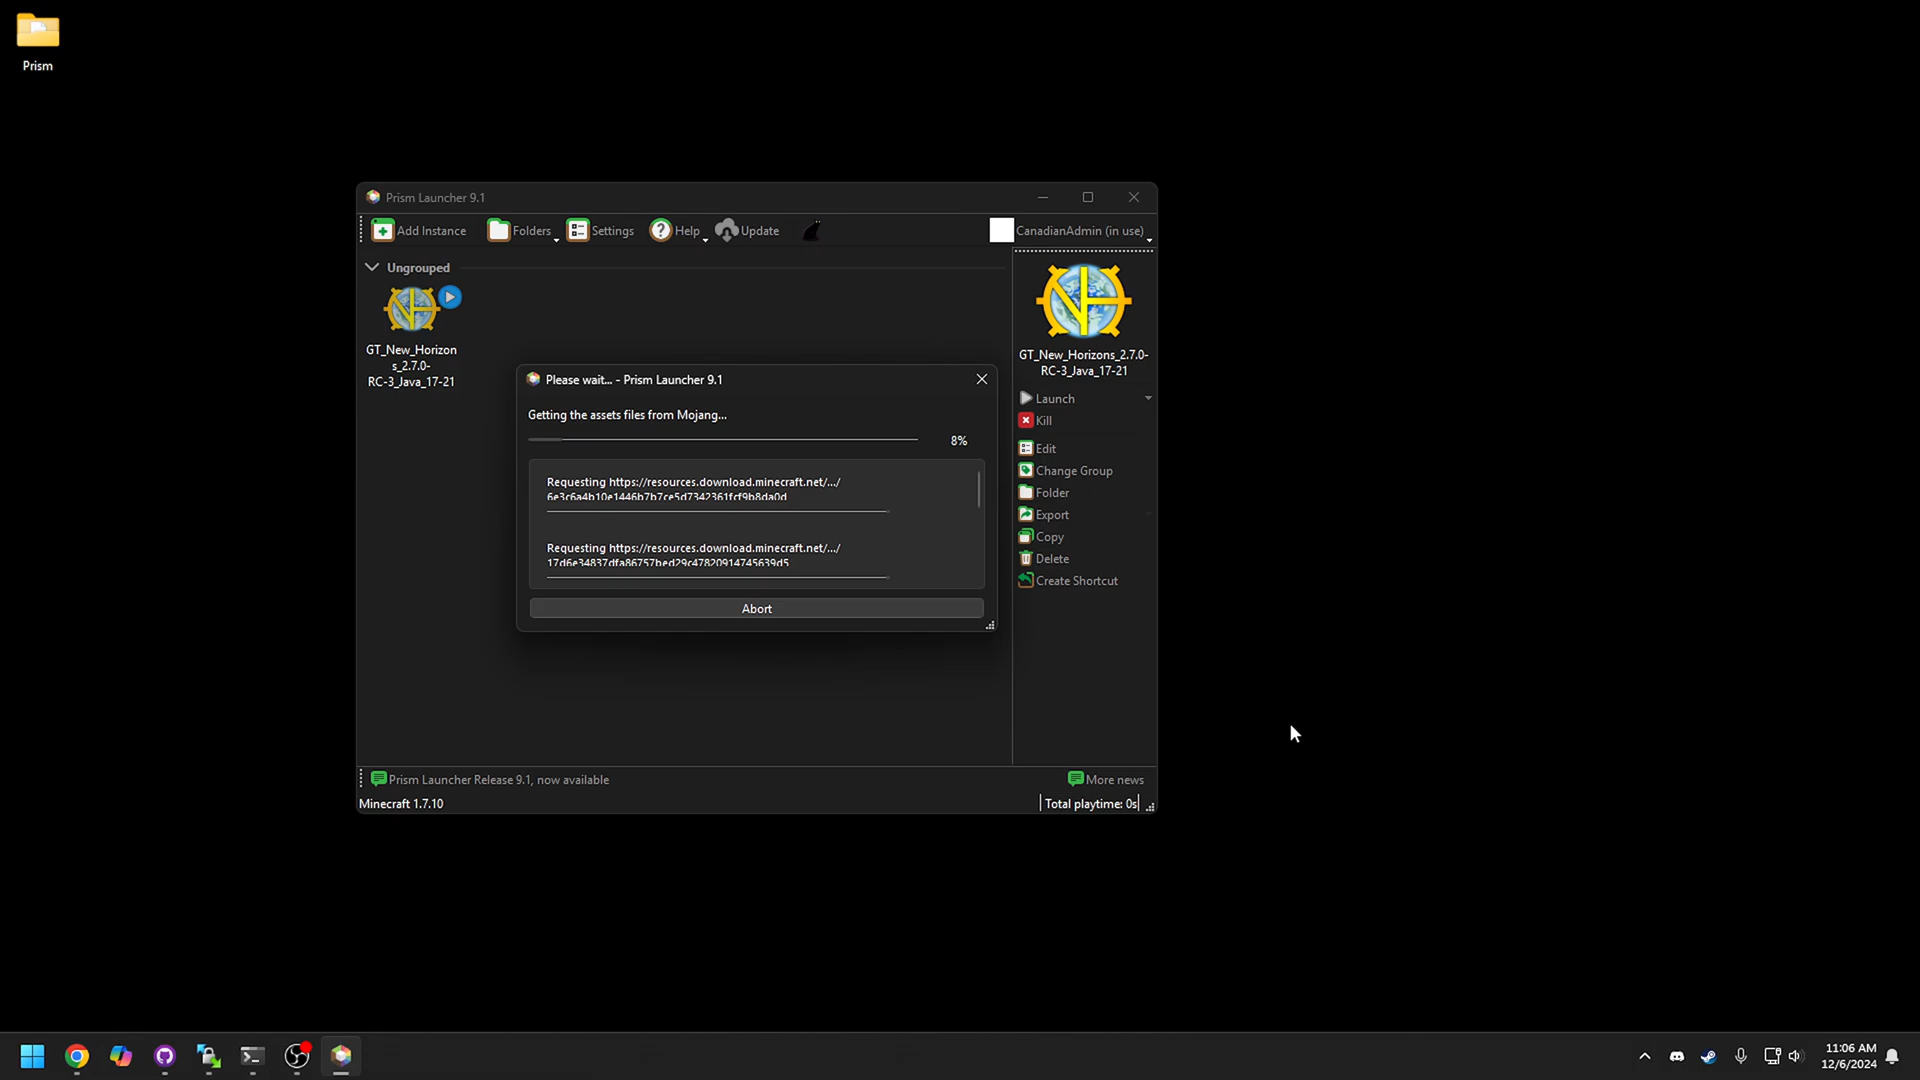 Prism
Prism Launcher 9.1
Add Instance
Folders
Settings
Help
Update
CanadianAdmin (in use)
Ungrouped
GT_New_Horizon
s_2.7.0-
RC-3_Java_17-21
GT_New_Horizons_2.7.0-
RC-3_Java_17-21
Launch
Kill
Edit
Change Group
Folder
Export
Copy
Delete
Create Shortcut
Please wait... - Prism Launcher 9.1
Getting the assets files from Mojang...
8%
Requesting https://resources.download.minecraft.net/.../
6e3c6a4b10e1446b7b7ce5d7342361fcf9b8da0d
Requesting https://resources.download.minecraft.net/.../
17d6e34837dfa86757bed29c47820914745639d5
Abort
Prism Launcher Release 9.1, now available
More news
Minecraft 1.7.10
Total playtime: 0s
11:06 AM
12/6/2024